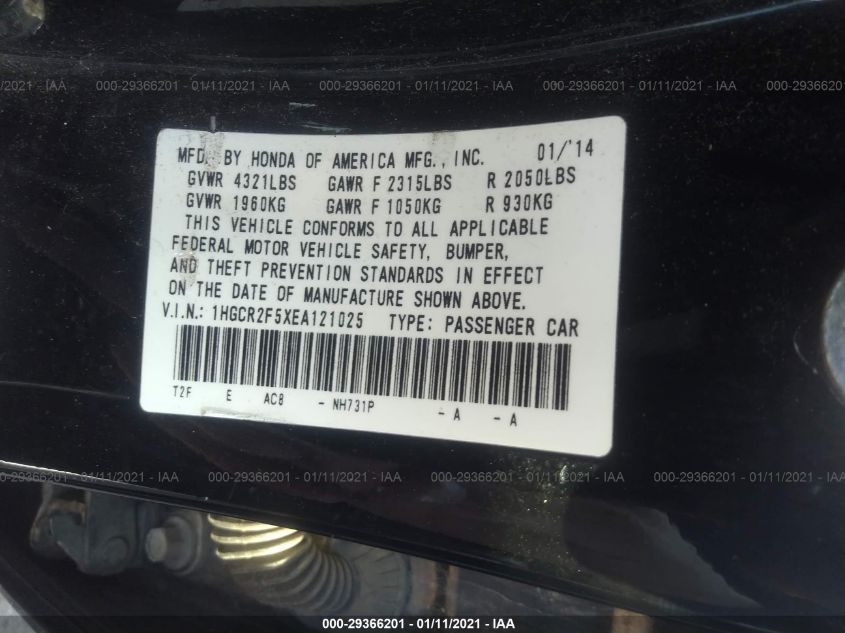 1/2021 - IAA 000-29366201 - 01/11/2021 - IAA 000-29366201 - 01/11/2021 - IAA 000-29366201 - 01/11/
MFD. BY HONDA OF AMERICA MFG., INC. 01/'14
GVWR 4321LBS GAWR F 2315LBS R 2050LBS
GVWR 1960KG GAWR F 1050KG R 930KG
THIS VEHICLE CONFORMS TO ALL APPLICABLE
FEDERAL MOTOR VEHICLE SAFETY, BUMPER,
AND THEFT PREVENTION STANDARDS IN EFFECT
ON THE DATE OF MANUFACTURE SHOWN ABOVE.
V.I.N.: 1HGCR2F5XEA121025 TYPE: PASSENGER CAR
T2F E AC8 - NH731P - A - A
000-29366201 - 01/11/2021 - IAA 000-29366201 - 01/11/2021 - IAA 000-29366201 - 01/11/2021 - IAA
000-29366201 - 01/11/2021 - IAA